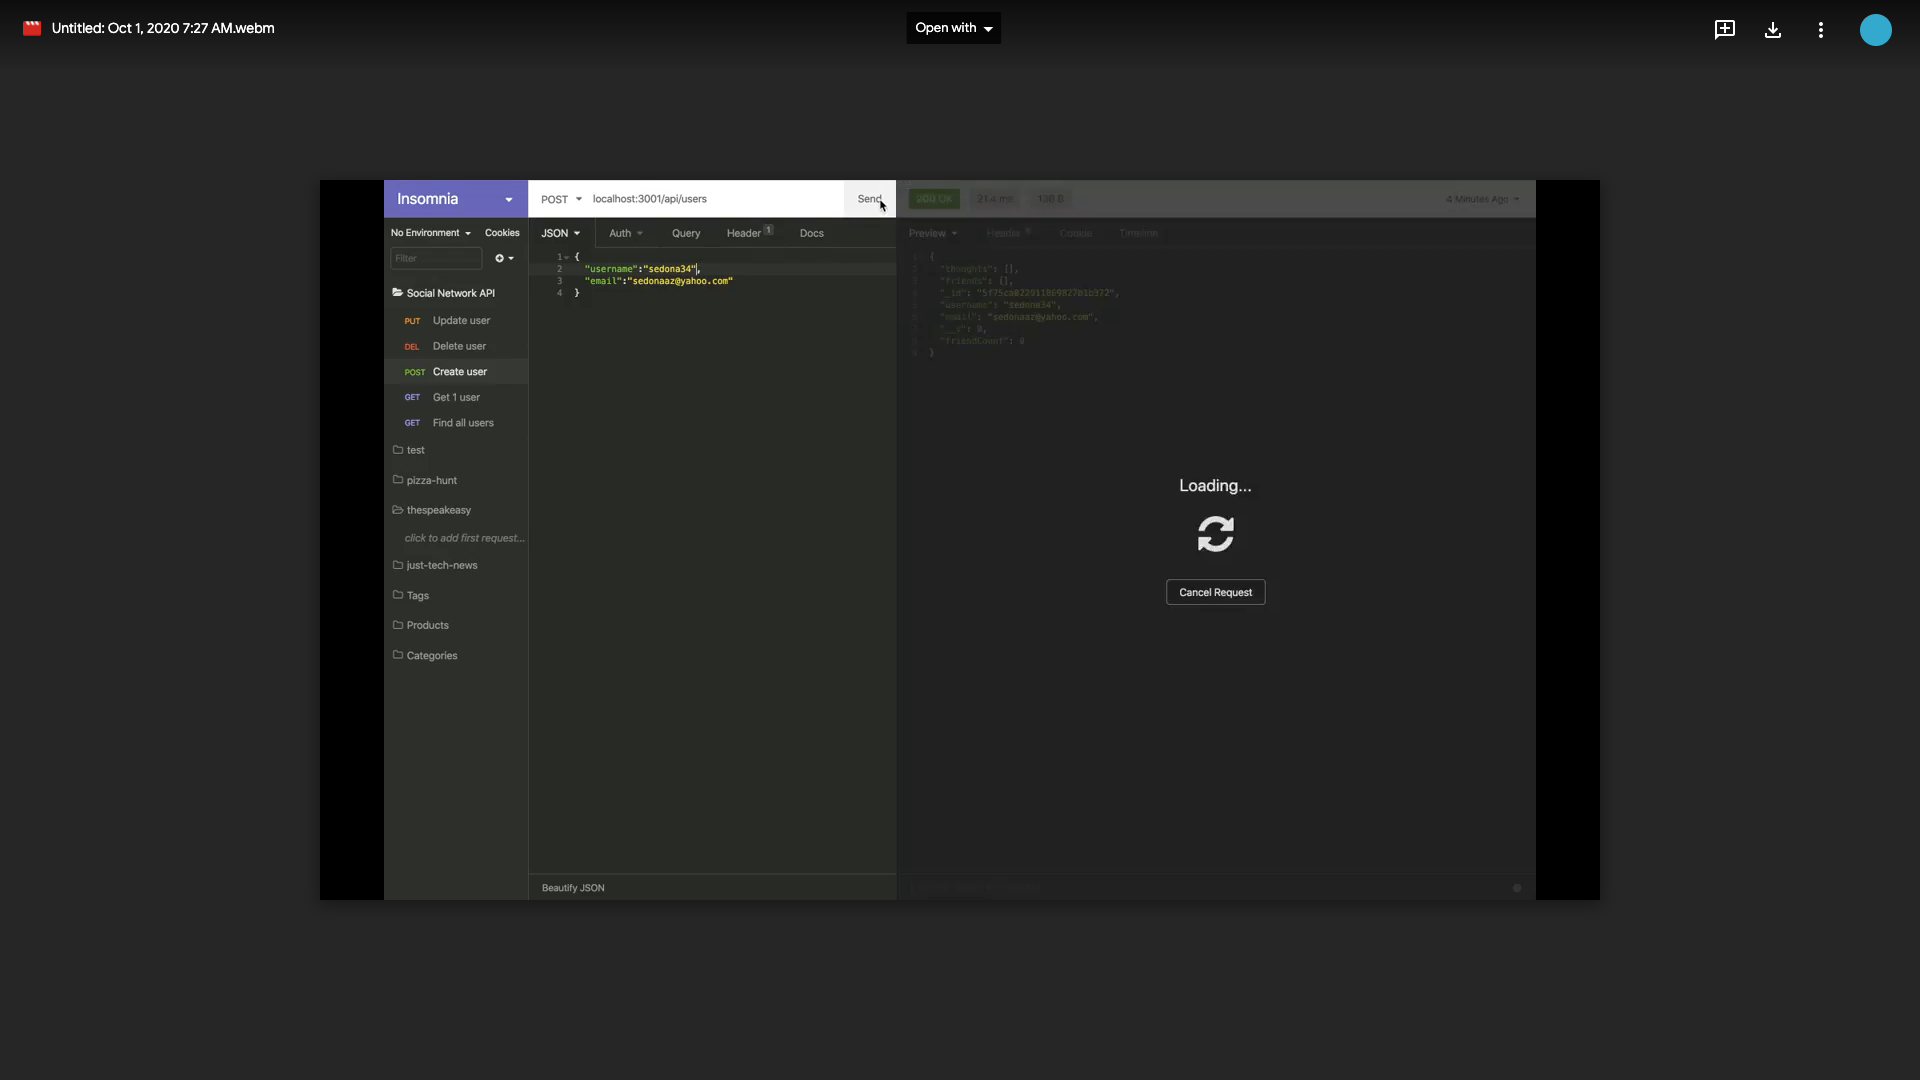 Untitled: Oct 1, 2020 7:27 AM.webm
Open with
Insomnia
POST localhost:3001/api/users Send
200 OK 21.4 ms 138 B 4 Minutes Ago
No Environment Cookies
JSON Auth Query Header 1 Docs
Preview Header Cookie Timeline
Filter
1 {
2 "username":"sedona34",
3 "email":"sedonaaz@yahoo.com"
4 }
{
"thoughts": [],
"friends": [],
"username": "sedona34",
"email": "sedonaaz@yahoo.com",
"__v": 0,
"friendCount": 0
}
Social Network API
PUT Update user
DEL Delete user
POST Create user
GET Get 1 user
GET Find all users
test
pizza-hunt
thespeakeasy
click to add first request...
just-tech-news
Tags
Products
Categories
Loading...
Cancel Request
Beautify JSON